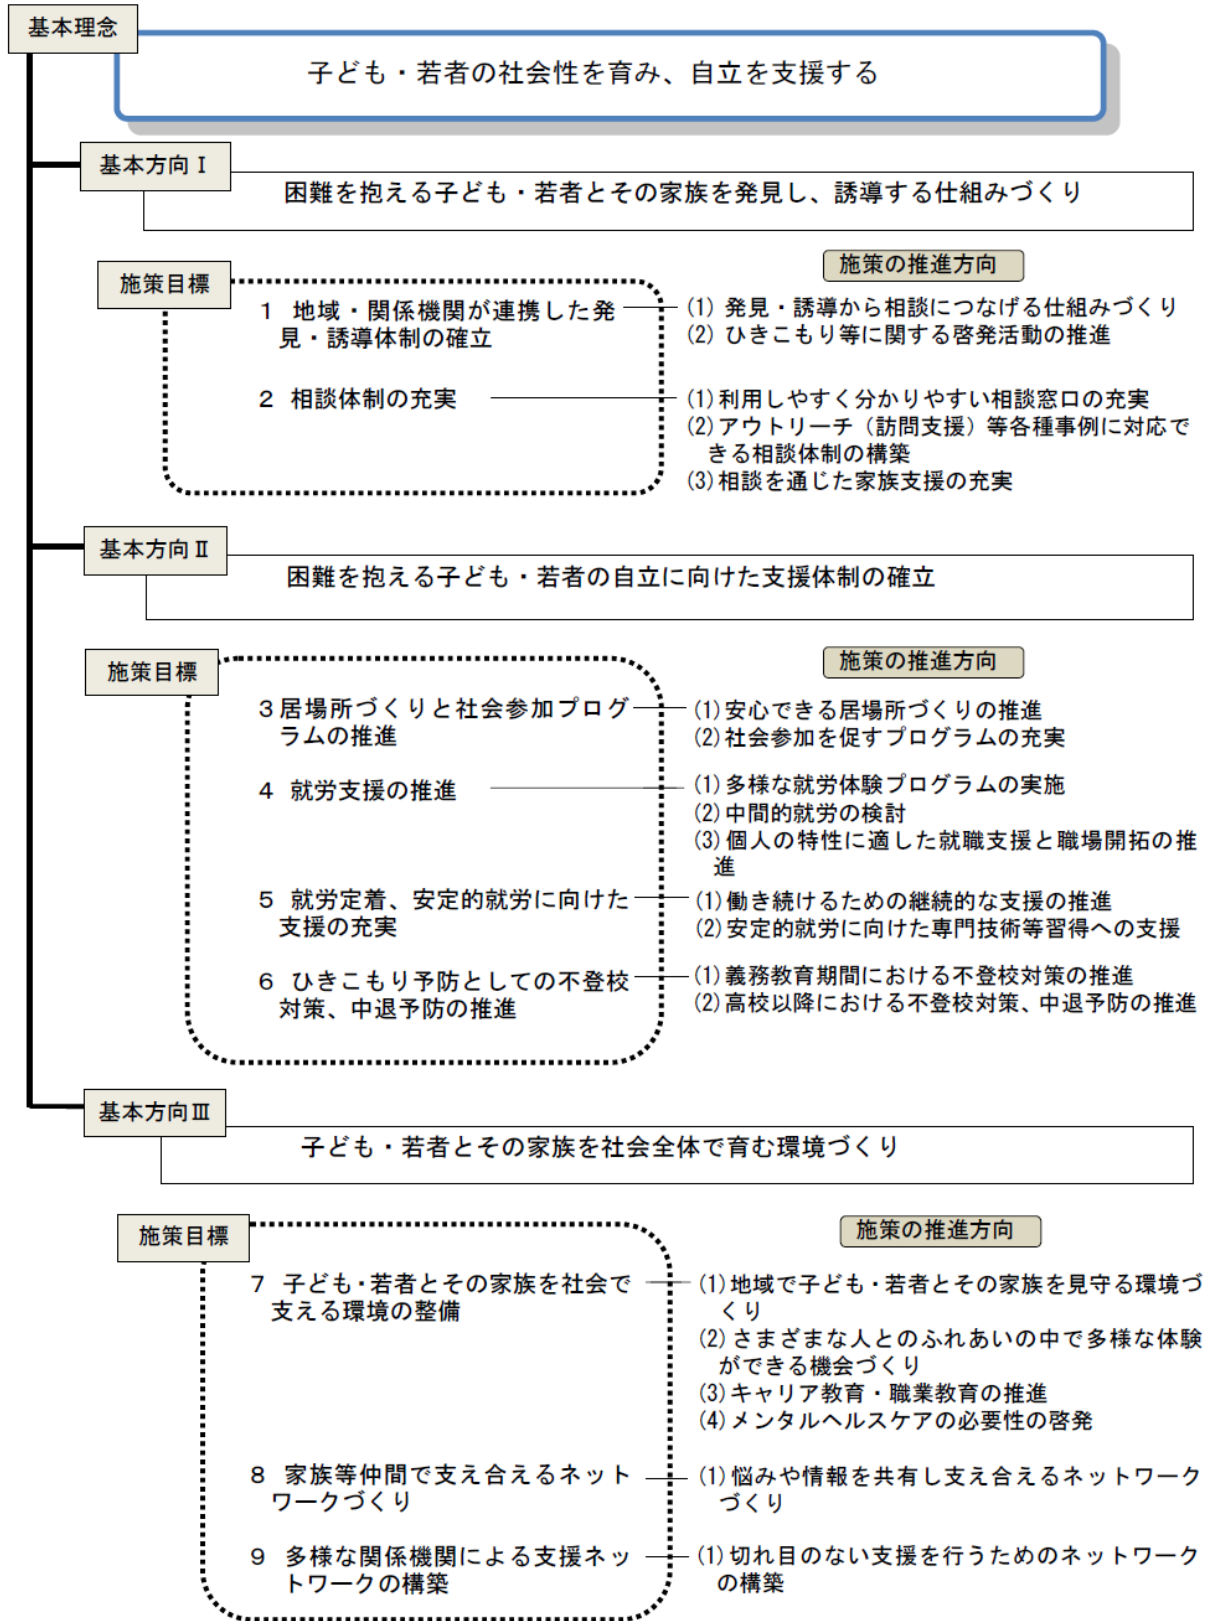 基本理念
子ども・若者の社会性を育み、自立を支援する
基本方向Ⅰ
困難を抱える子ども・若者とその家族を発見し、誘導する仕組みづくり
施策目標
施策の推進方向
1 地域・関係機関が連携した発
見・誘導体制の確立
(1) 発見・誘導から相談につなげる仕組みづくり
(2) ひきこもり等に関する啓発活動の推進
2 相談体制の充実
(1)利用しやすく分かりやすい相談窓口の充実
(2)アウトリーチ（訪問支援）等各種事例に対応で
きる相談体制の構築
(3)相談を通じた家族支援の充実
基本方向Ⅱ
困難を抱える子ども・若者の自立に向けた支援体制の確立
施策目標
施策の推進方向
3居場所づくりと社会参加プログ
ラムの推進
(1)安心できる居場所づくりの推進
(2)社会参加を促すプログラムの充実
4 就労支援の推進
(1)多様な就労体験プログラムの実施
(2)中間的就労の検討
(3)個人の特性に適した就職支援と職場開拓の推
進
5 就労定着、安定的就労に向けた
支援の充実
(1)働き続けるための継続的な支援の推進
(2)安定的就労に向けた専門技術等習得への支援
6 ひきこもり予防としての不登校
対策、中退予防の推進
(1)義務教育期間における不登校対策の推進
(2)高校以降における不登校対策、中退予防の推進
基本方向Ⅲ
子ども・若者とその家族を社会全体で育む環境づくり
施策目標
施策の推進方向
7 子ども・若者とその家族を社会で
支える環境の整備
(1)地域で子ども・若者とその家族を見守る環境づ
くり
(2)さまざまな人とのふれあいの中で多様な体験
ができる機会づくり
(3)キャリア教育・職業教育の推進
(4)メンタルヘルスケアの必要性の啓発
8 家族等仲間で支え合えるネット
ワークづくり
(1)悩みや情報を共有し支え合えるネットワーク
づくり
9 多様な関係機関による支援ネッ
トワークの構築
(1)切れ目のない支援を行うためのネットワーク
の構築